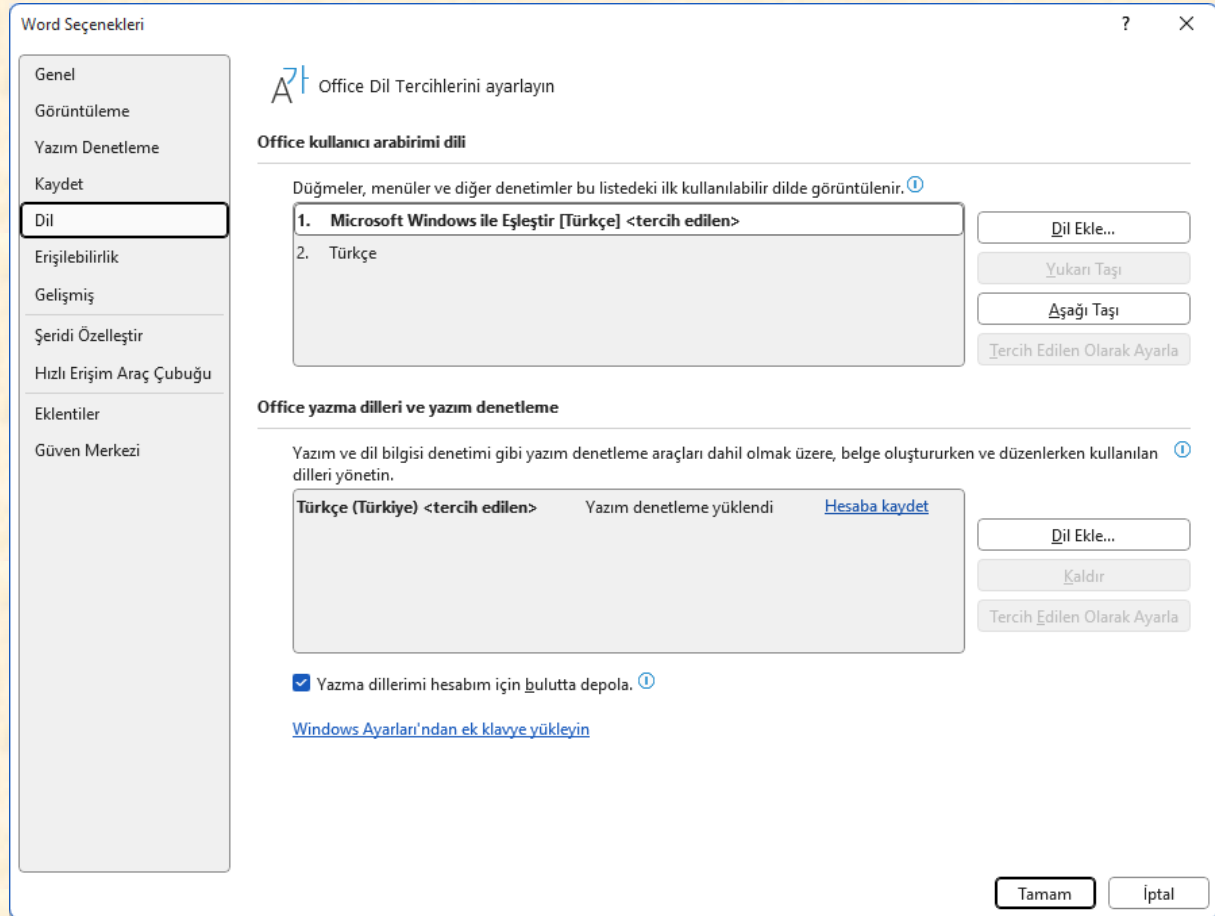 Word Seçenekleri
?
Genel
Görüntüleme
Yazım Denetleme
Kaydet
Dil
Erişilebilirlik
Gelişmiş
Şeridi Özelleştir
Hızlı Erişim Araç Çubuğu
Eklentiler
Güven Merkezi
Office Dil Tercihlerini ayarlayın
Office kullanıcı arabirimi dili
Düğmeler, menüler ve diğer denetimler bu listedeki ilk kullanılabilir dilde görüntülenir.
1. Microsoft Windows ile Eşleştir [Türkçe] <tercih edilen>
2. Türkçe
Dil Ekle...
Yukarı Taşı
Aşağı Taşı
Tercih Edilen Olarak Ayarla
Office yazma dilleri ve yazım denetleme
Yazım ve dil bilgisi denetimi gibi yazım denetleme araçları dahil olmak üzere, belge oluştururken ve düzenlerken kullanılan
dilleri yönetin.
Türkçe (Türkiye) <tercih edilen> Yazım denetleme yüklendi Hesaba kaydet
Dil Ekle...
Kaldır
Tercih Edilen Olarak Ayarla
Yazma dillerimi hesabım için bulutta depola.
Windows Ayarları'ndan ek klavye yükleyin
Tamam
İptal